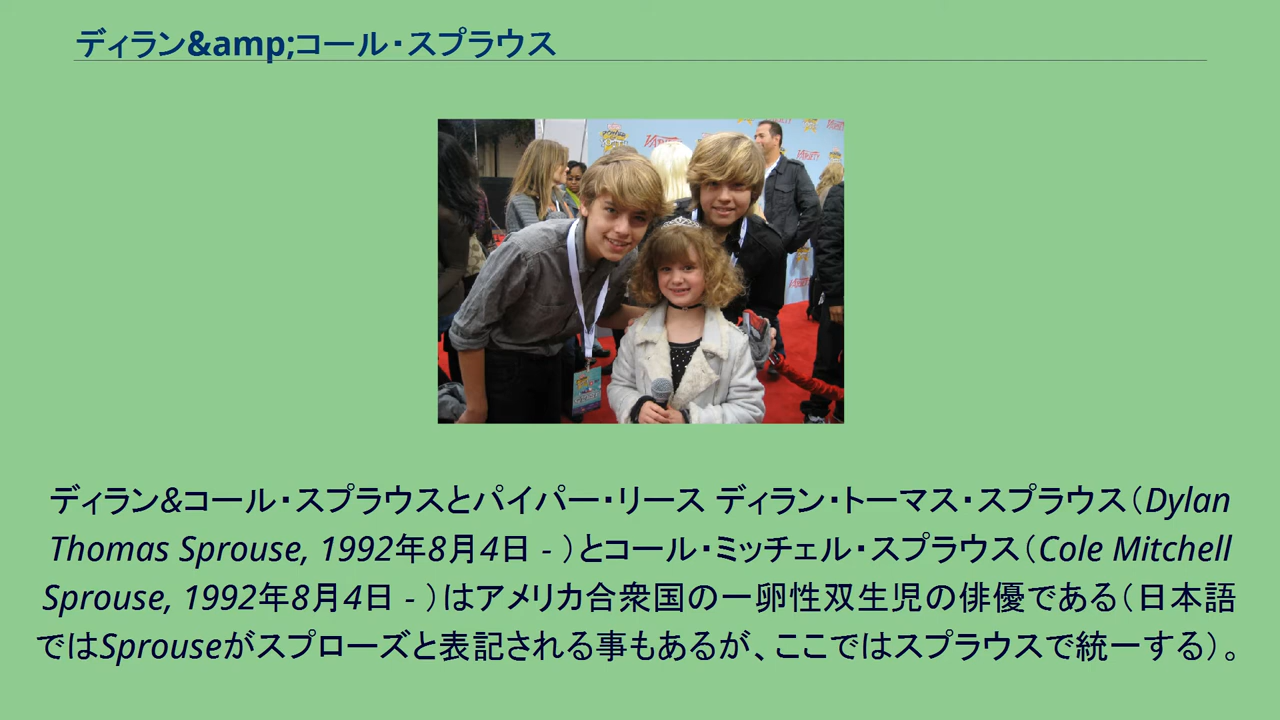 ディラン&amp;コール・スプラウス
VARIETY
VARIETY
ディラン&コール・スプラウスとパイパー・リース ディラン・トーマス・スプラウス（Dylan
Thomas Sprouse, 1992年8月4日 - ）とコール・ミッチェル・スプラウス（Cole Mitchell
Sprouse, 1992年8月4日 - ）はアメリカ合衆国の一卵性双生児の俳優である（日本語
ではSprouseがスプローズと表記される事もあるが、ここではスプラウスで統一する）。